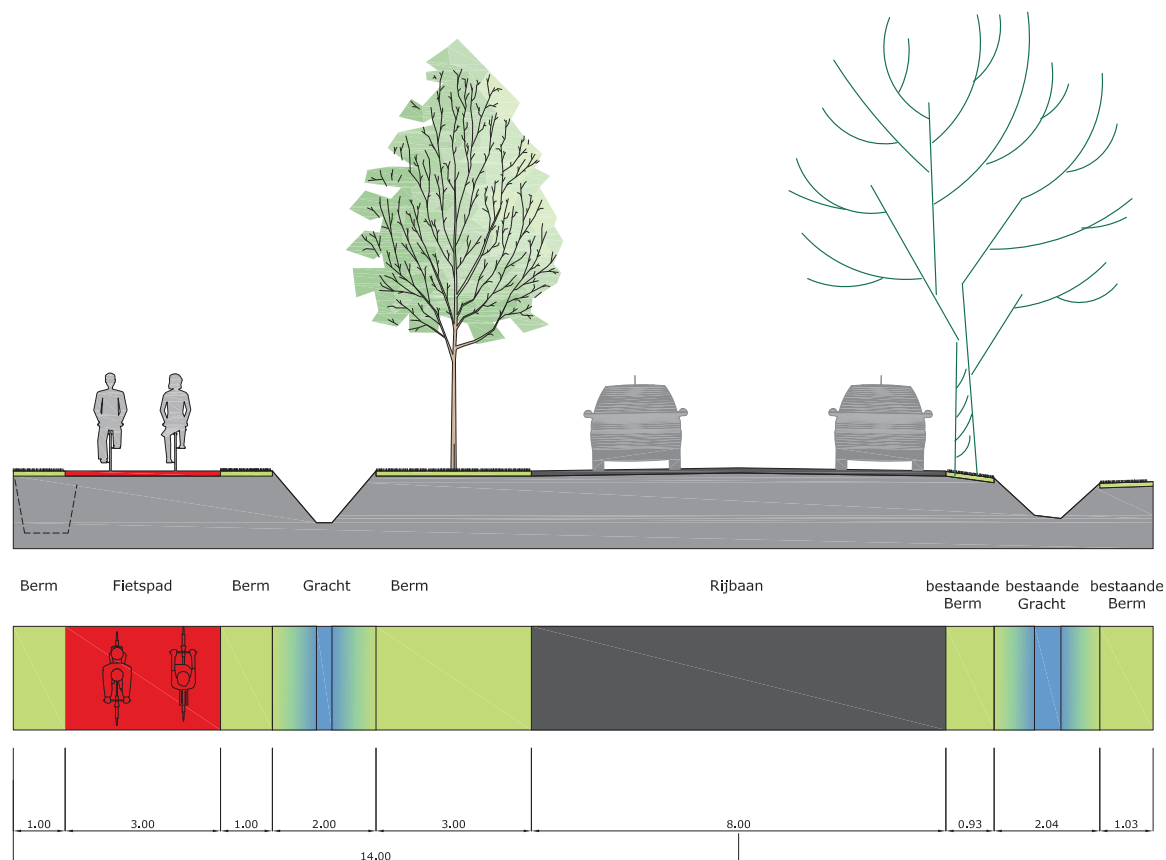 Berm
Fietspad
Berm
Gracht
Berm
Rijbaan
bestaande
Berm
bestaande
Gracht
bestaande
Berm
1.00
3.00
1.00
2.00
3.00
8.00
0.93
2.04
1.03
14.00